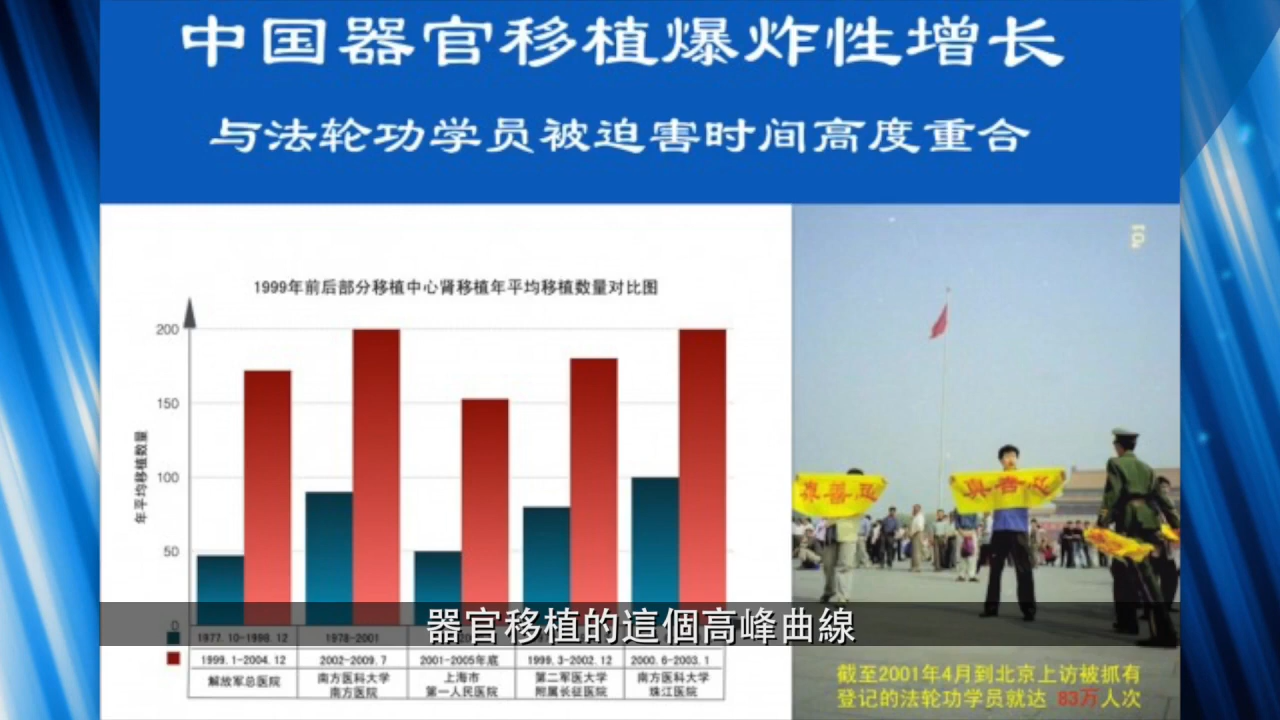 中国器官移植爆炸性增长
与法轮功学员被迫害时间高度重合
1999年前后部分移植中心肾移植年平均移植数量对比图
年平均移植数量
200
150
100
50
0
1977.10-1998.12
1978-2001
1999.1-2004.12
2002-2009.7
2001-2005年底
1999.3-2002.12
2000.6-2003.1
解放军总医院
南方医科大学
南方医院
上海市
第一人民医院
第二军医大学
附属长征医院
南方医科大学
珠江医院
真善忍
截至2001年4月到北京上访被抓有
登记的法轮功学员就达 83万人次
器官移植的這個高峰曲線